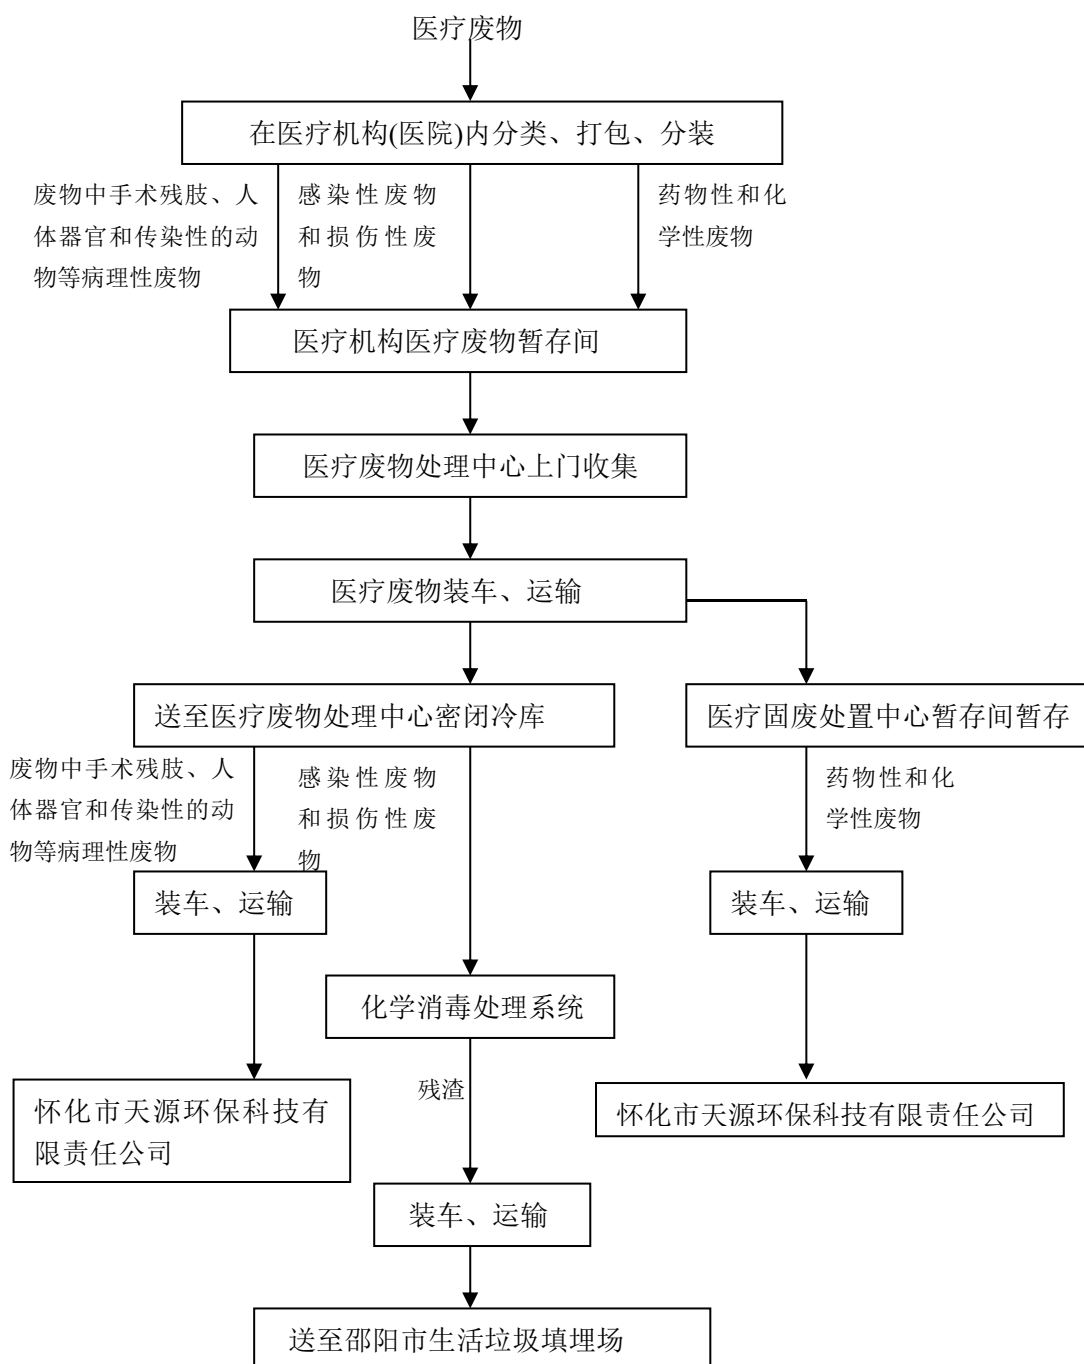 医疗废物
在医疗机构(医院)内分类、打包、分装
废物中手术残肢、人
体器官和传染性的动
物等病理性废物
感染性废物
和损伤性废
物
药物性和化
学性废物
医疗机构医疗废物暂存间
医疗废物处理中心上门收集
医疗废物装车、运输
送至医疗废物处理中心密闭冷库
医疗固废处置中心暂存间暂存
废物中手术残肢、人
体器官和传染性的动
物等病理性废物
感染性废物
和损伤性废
物
药物性和化
学性废物
装车、运输
装车、运输
化学消毒处理系统
残渣
怀化市天源环保科技有
限责任公司
怀化市天源环保科技有限责任公司
装车、运输
送至邵阳市生活垃圾填埋场